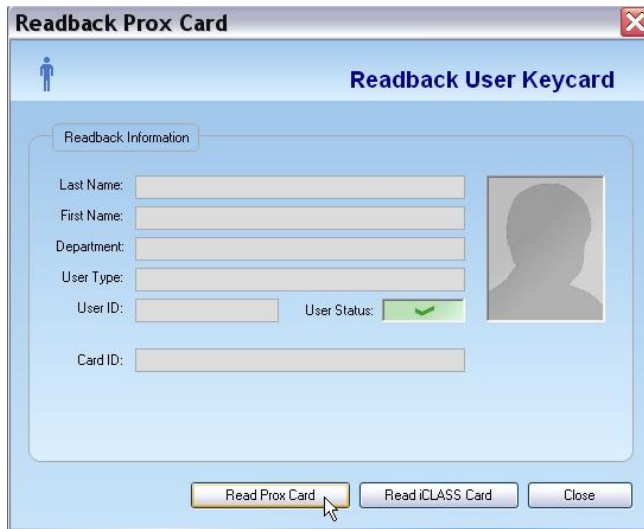 Readback Prox Card
Readback User Keycard
Readback Information
Last Name:
First Name:
Department:
User Type:
User ID:
User Status:
Card ID:
Read Prox Card
Read iCLASS Card
Close